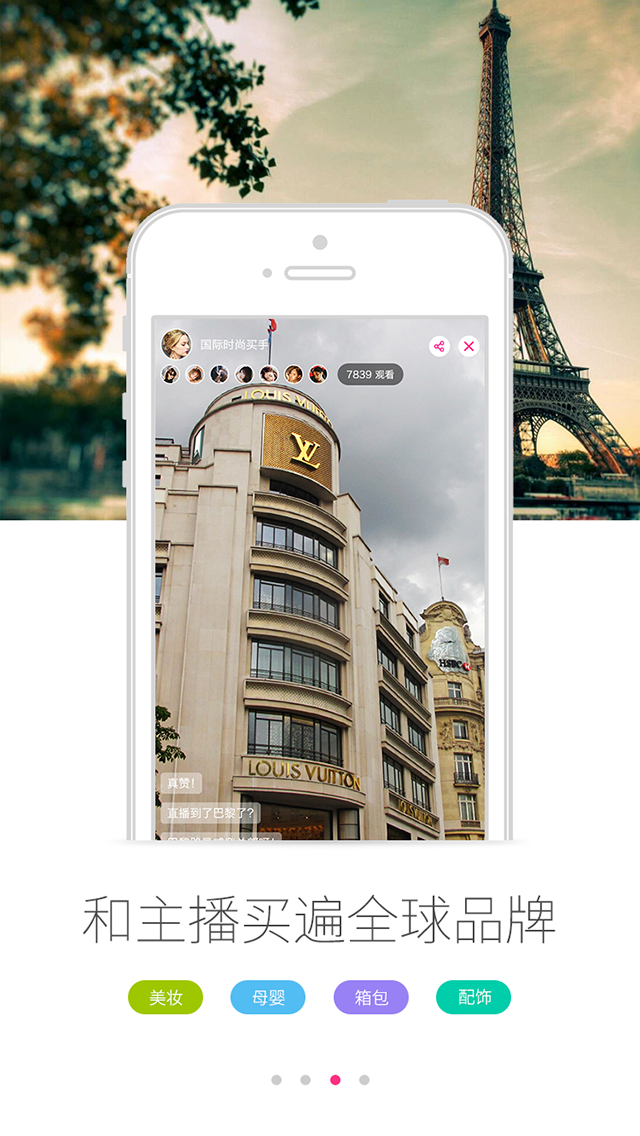 国际时尚买手
7839 观看
LOUIS VUITTON
LV
HSBC
LOUIS VUITTON
LOUIS VUITTON
真赞!
直播到了巴黎了?
和主播买遍全球品牌
美妆
母婴
箱包
配饰